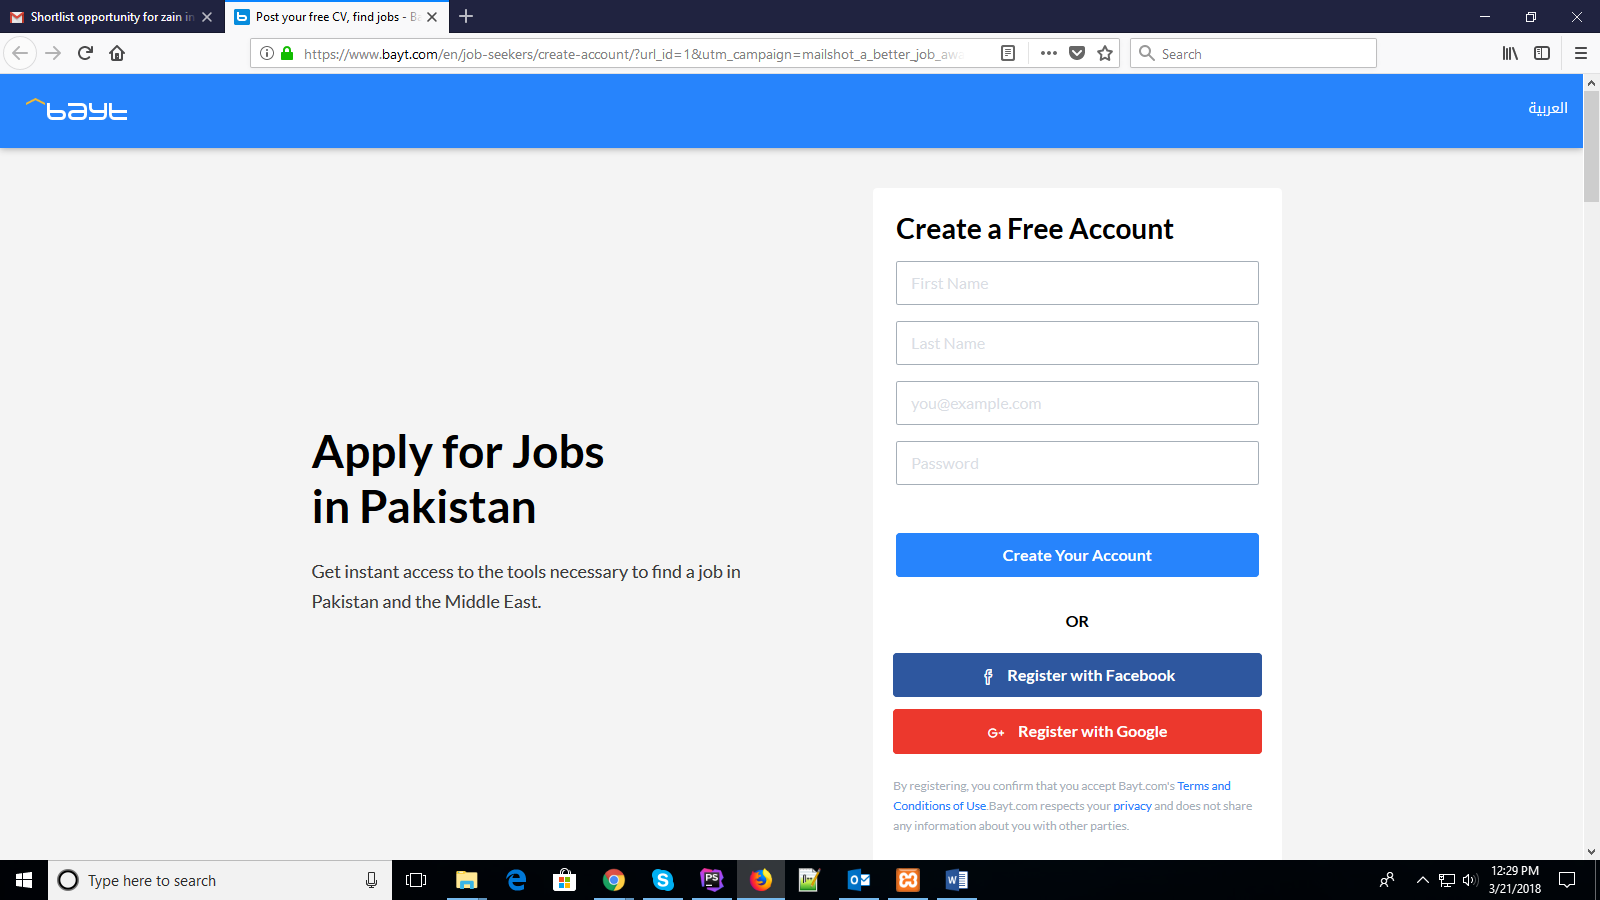 Shortlist opportunity for zain in
Post your free CV, find jobs - Ba
https://www.bayt.com/en/job-seekers/create-account/?url_id=1&utm_campaign=mailshot_a_better_job_awa
Search
bayt
العربية
Create a Free Account
First Name
Last Name
you@example.com
Password
Apply for Jobs
in Pakistan
Get instant access to the tools necessary to find a job in
Pakistan and the Middle East.
Create Your Account
OR
Register with Facebook
G+ Register with Google
By registering, you confirm that you accept Bayt.com's Terms and
Conditions of Use.Bayt.com respects your privacy and does not share
any information about you with other parties.
Type here to search
12:29 PM
3/21/2018